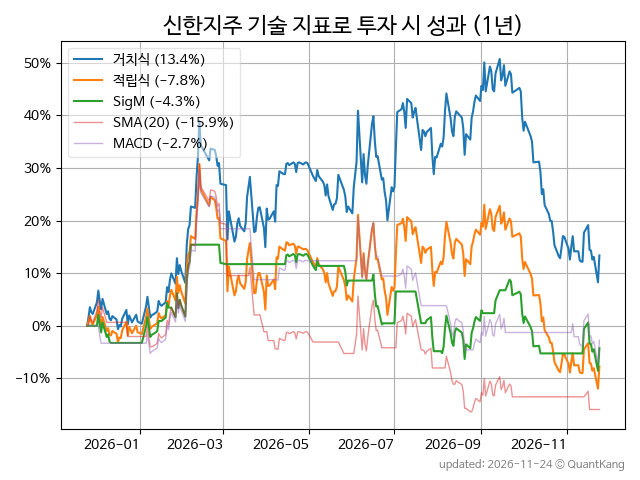 신한지주 기술 지표로 투자 시 성과 (1년)
50%
40%
30%
20%
10%
0%
−10%
거치식 (13.4%)
적립식 (−7.8%)
SigM (−4.3%)
SMA(20) (−15.9%)
MACD (−2.7%)
2026-01
2026-03
2026-05
2026-07
2026-09
2026-11
updated: 2026-11-24 © QuantKang